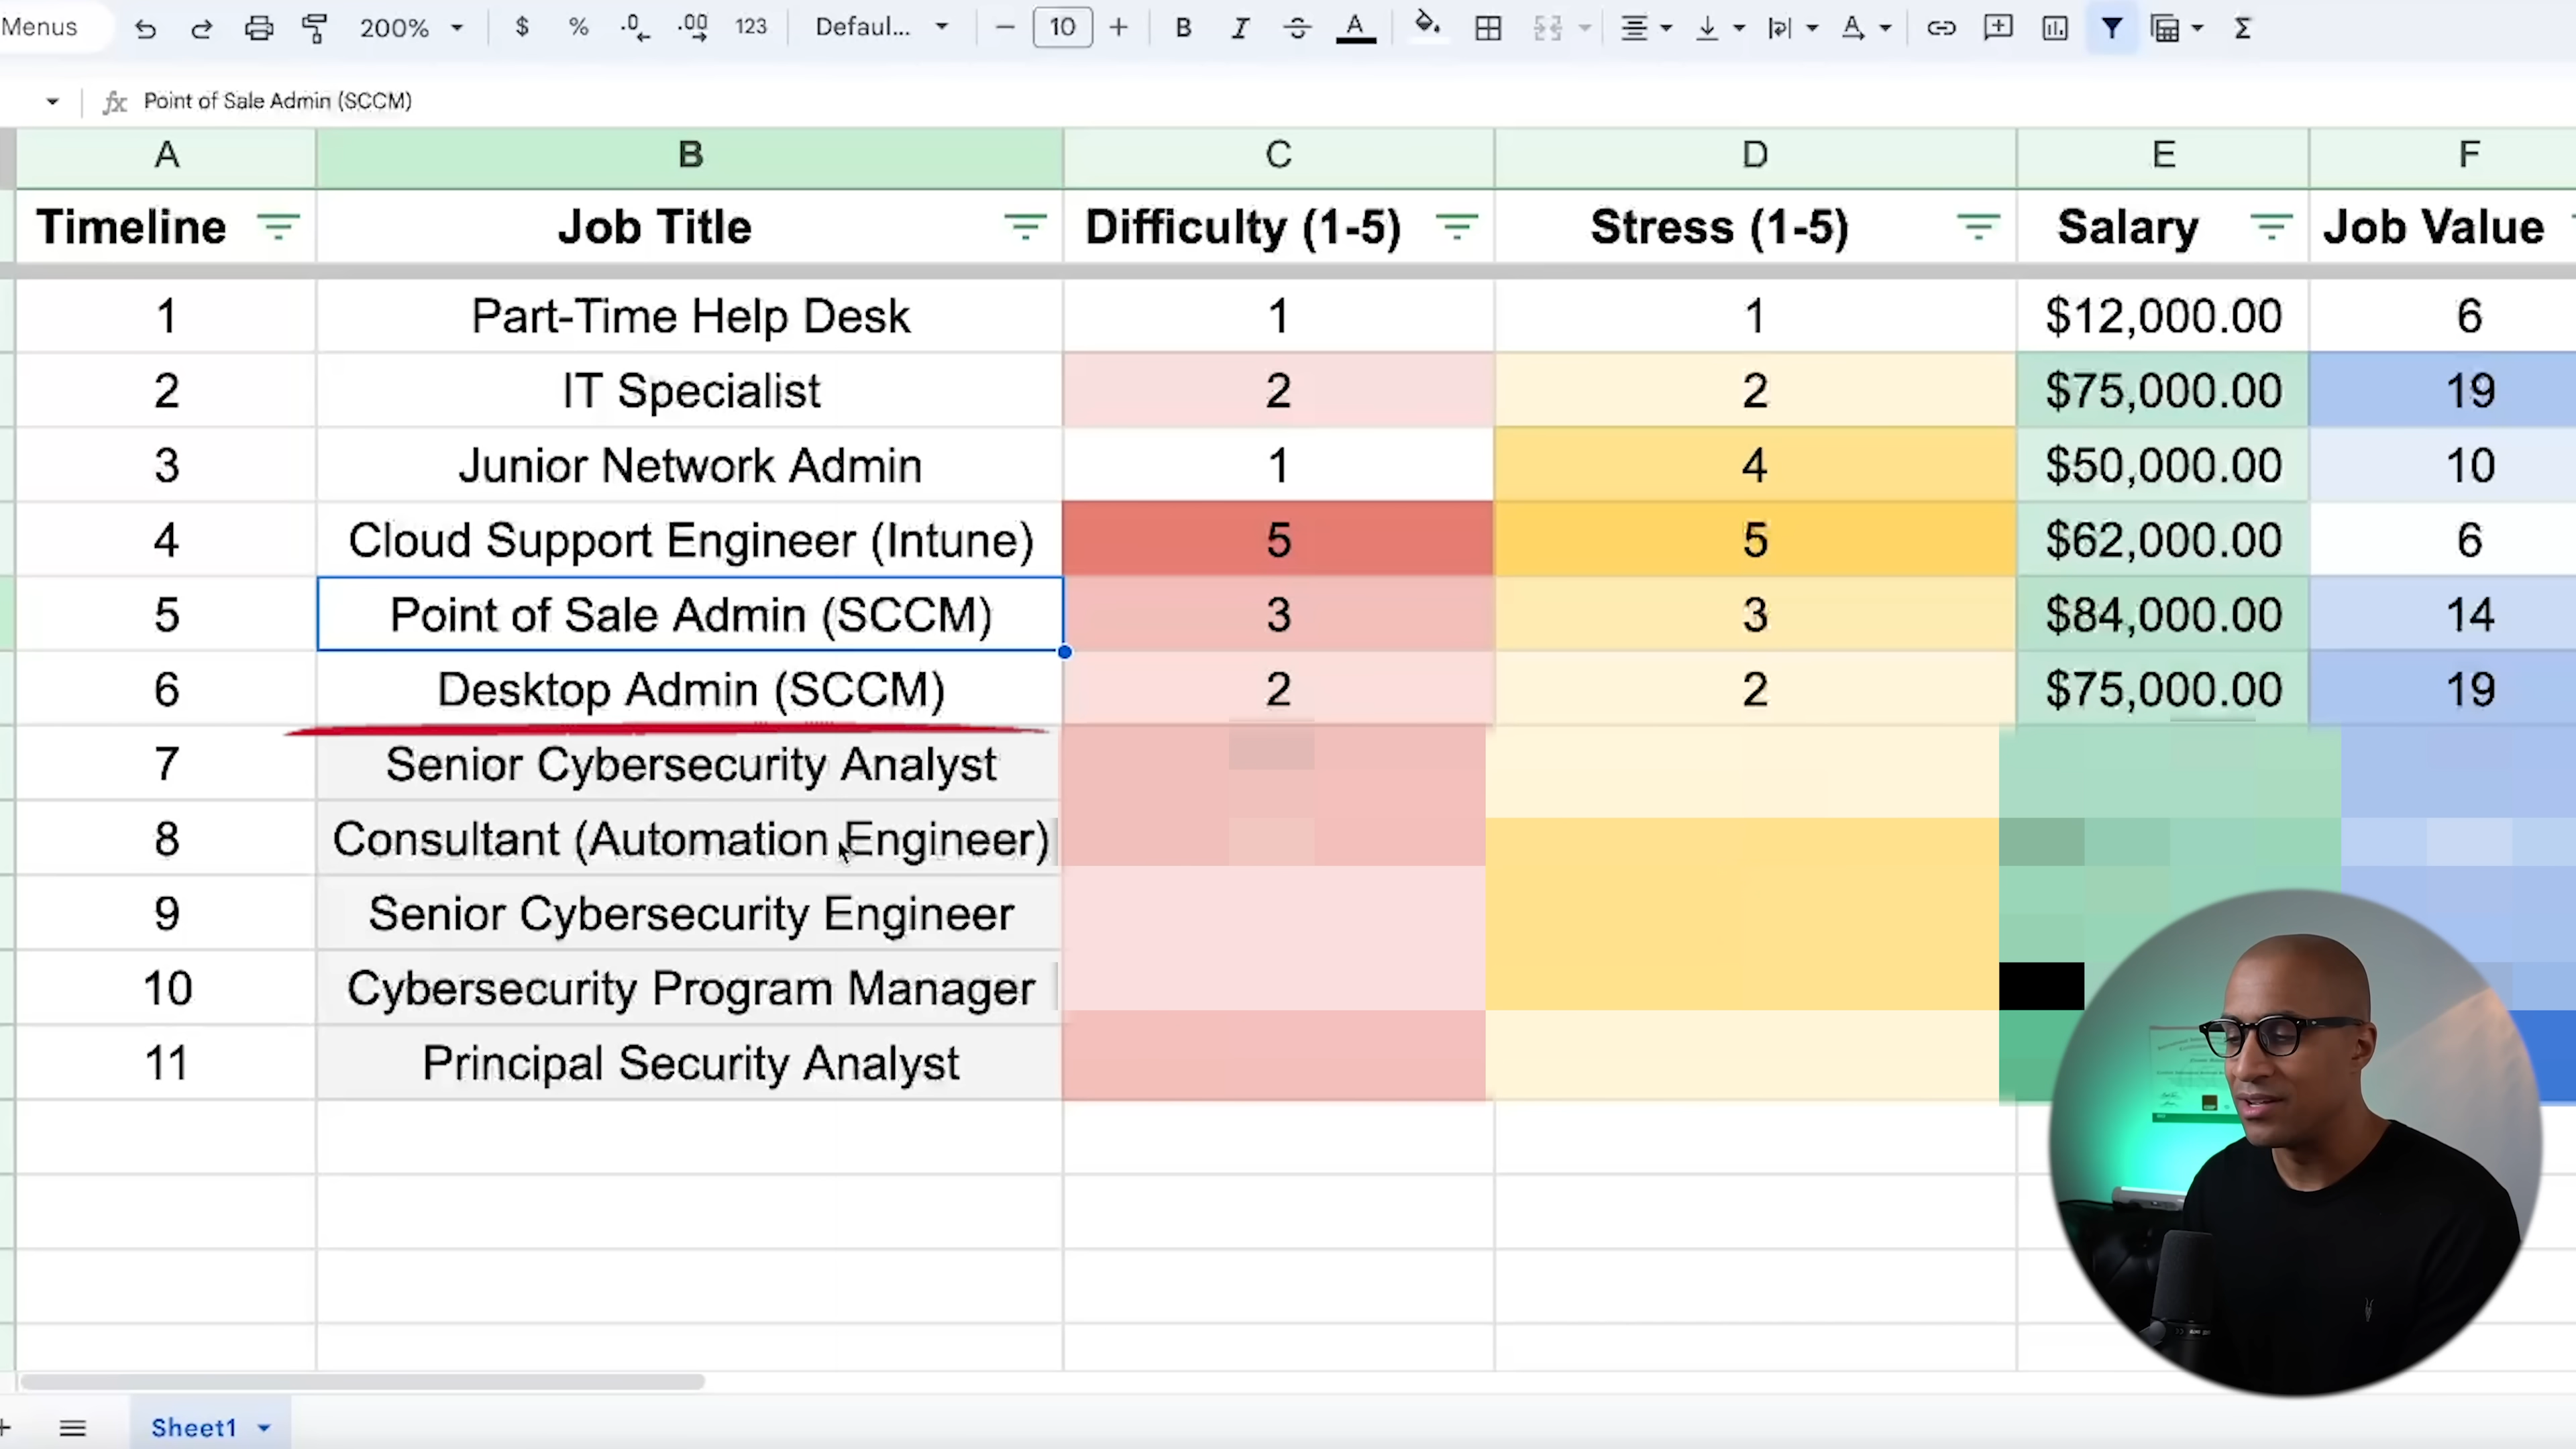 Menus 200% $ % .0 .00 123 Defaul... 10 B I A A Σ
fx Point of Sale Admin (SCCM)
A B C D E F
Timeline Job Title Difficulty (1-5) Stress (1-5) Salary Job Value
1 Part-Time Help Desk 1 1 $12,000.00 6
2 IT Specialist 2 2 $75,000.00 19
3 Junior Network Admin 1 4 $50,000.00 10
4 Cloud Support Engineer (Intune) 5 5 $62,000.00 6
5 Point of Sale Admin (SCCM) 3 3 $84,000.00 14
6 Desktop Admin (SCCM) 2 2 $75,000.00 19
7 Senior Cybersecurity Analyst
8 Consultant (Automation Engineer)
9 Senior Cybersecurity Engineer
10 Cybersecurity Program Manager
11 Principal Security Analyst
Sheet1